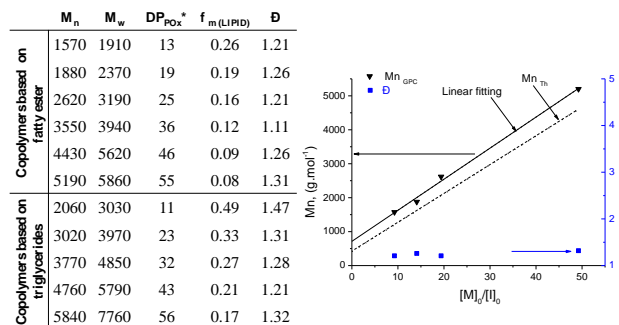 Mn Mw DPPOx* fm(LIPID) Đ
Copolymers based on
fatty ester
1570 1910 13 0.26 1.21
1880 2370 19 0.19 1.26
2620 3190 25 0.16 1.21
3550 3940 36 0.12 1.11
4430 5620 46 0.09 1.26
5190 5860 55 0.08 1.31
Copolymers based on
triglycerides
2060 3030 11 0.49 1.47
3020 3970 23 0.33 1.31
3770 4850 32 0.27 1.28
4760 5790 43 0.21 1.21
5840 7760 56 0.17 1.32
Mn GPC
Đ
Linear fitting
MnTh
Mn, (g.mol-1)
5000
4000
3000
2000
1000
0
0 10 20 30 40 50
[M]0/[I]0
5
4
3
2
1